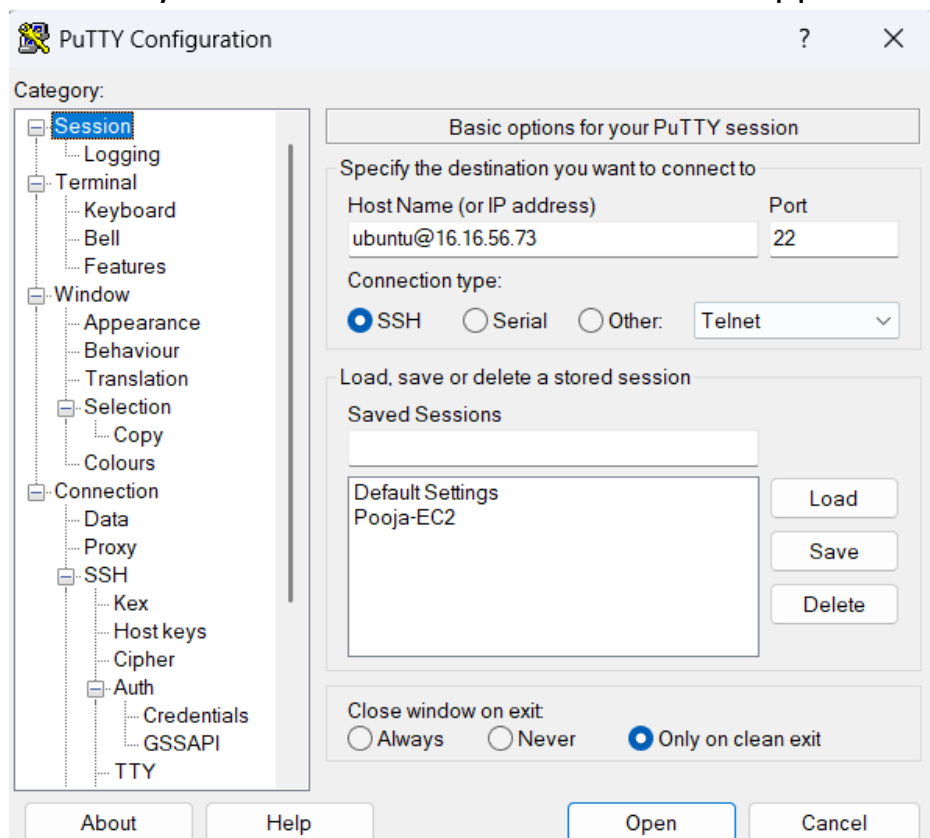 PuTTY Configuration
?
Category:
Session
Logging
Terminal
Keyboard
Bell
Features
Window
Appearance
Behaviour
Translation
Selection
Copy
Colours
Connection
Data
Proxy
SSH
Kex
Host keys
Cipher
Auth
Credentials
GSSAPI
TTY
Basic options for your PuTTY session
Specify the destination you want to connect to
Host Name (or IP address) Port
ubuntu@16.16.56.73 22
Connection type:
SSH Serial Other: Telnet
Load, save or delete a stored session
Saved Sessions
Default Settings
Pooja-EC2
Load
Save
Delete
Close window on exit:
Always Never Only on clean exit
About Help Open Cancel